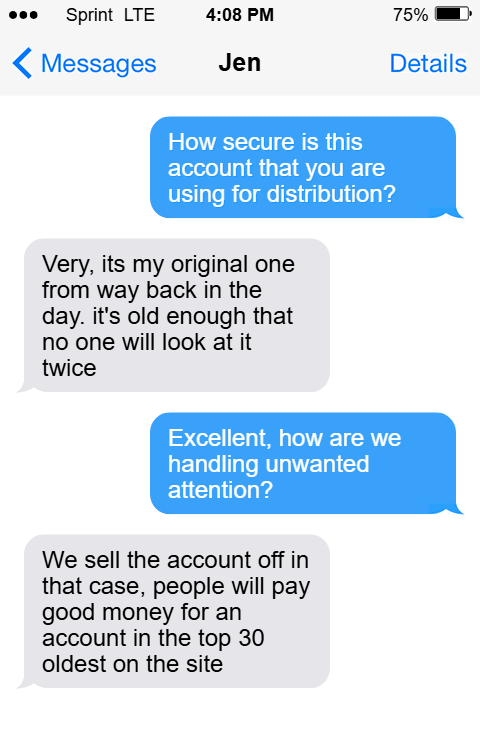 Sprint LTE 4:08 PM 75%
Messages Jen Details
How secure is this
account that you are
using for distribution?
Very, its my original one
from way back in the
day. it's old enough that
no one will look at it
twice
Excellent, how are we
handling unwanted
attention?
We sell the account off in
that case, people will pay
good money for an
account in the top 30
oldest on the site